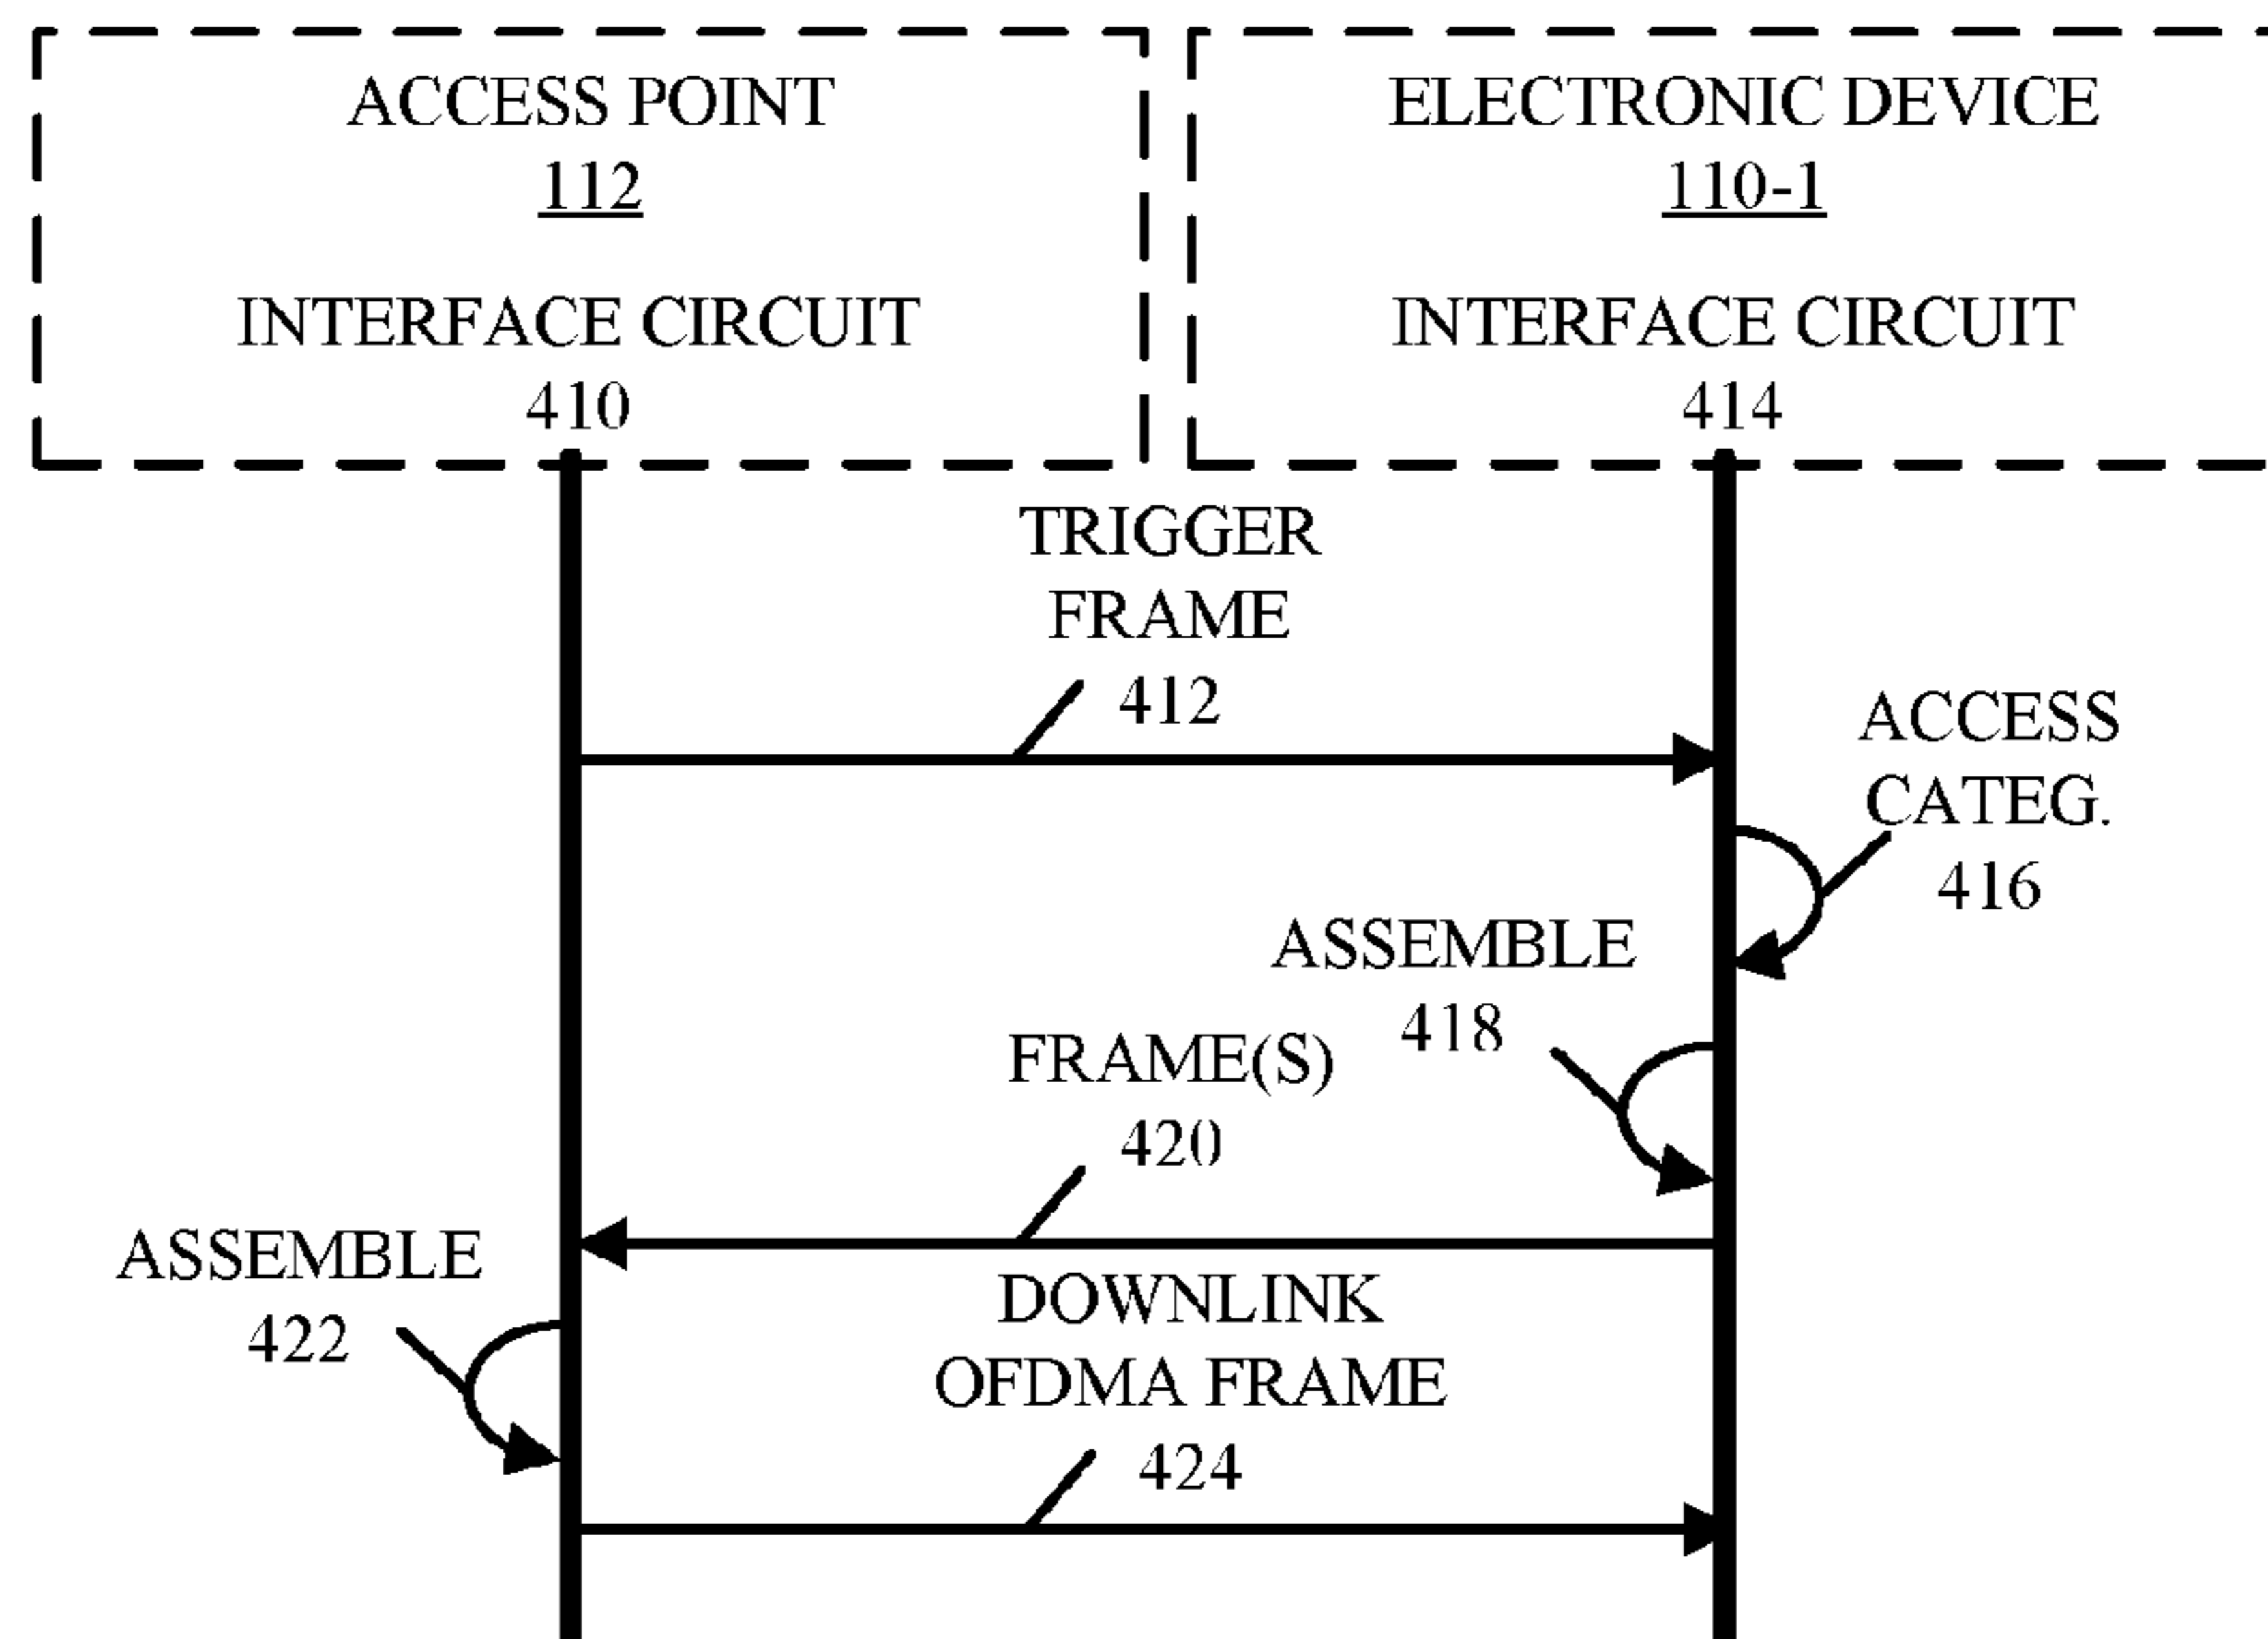 ACCESS POINT
112
INTERFACE CIRCUIT
410
ELECTRONIC DEVICE
110-1
INTERFACE CIRCUIT
414
TRIGGER
FRAME
412
ACCESS
CATEG.
416
ASSEMBLE
418
FRAME(S)
420
ASSEMBLE
422
DOWNLINK
OFDMA FRAME
424